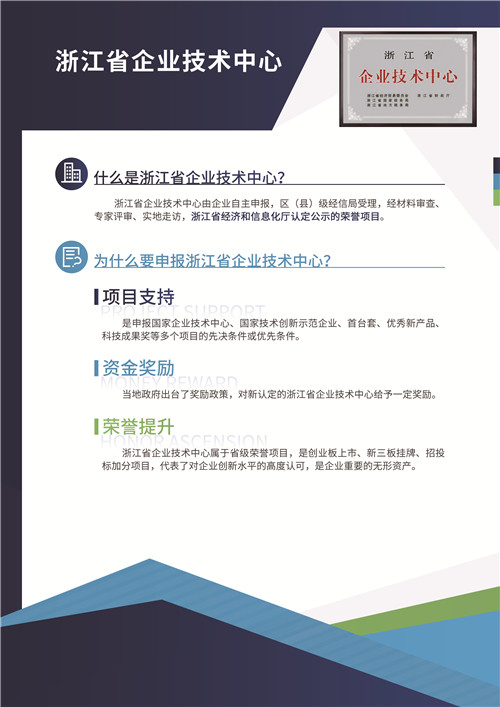 浙江省企业技术中心
浙江省
企业技术中心
什么是浙江省企业技术中心?
浙江省企业技术中心由企业自主申报，区（县）级经信局受理，经材料审查、
专家评审、实地走访，浙江省经济和信息化厅认定公示的荣誉项目。
为什么要申报浙江省企业技术中心?
项目支持
PROJECT SUPPORT
是申报国家企业技术中心、国家技术创新示范企业、首台套、优秀新产品、
科技成果奖等多个项目的先决条件或优先条件。
资金奖励
MONEY REWARD
当地政府出台了奖励政策，对新认定的浙江省企业技术中心给予一定奖励。
荣誉提升
HONOR ASCENSION
浙江省企业技术中心属于省级荣誉项目，是创业板上市、新三板挂牌、招投
标加分项目，代表了对企业创新水平的高度认可，是企业重要的无形资产。